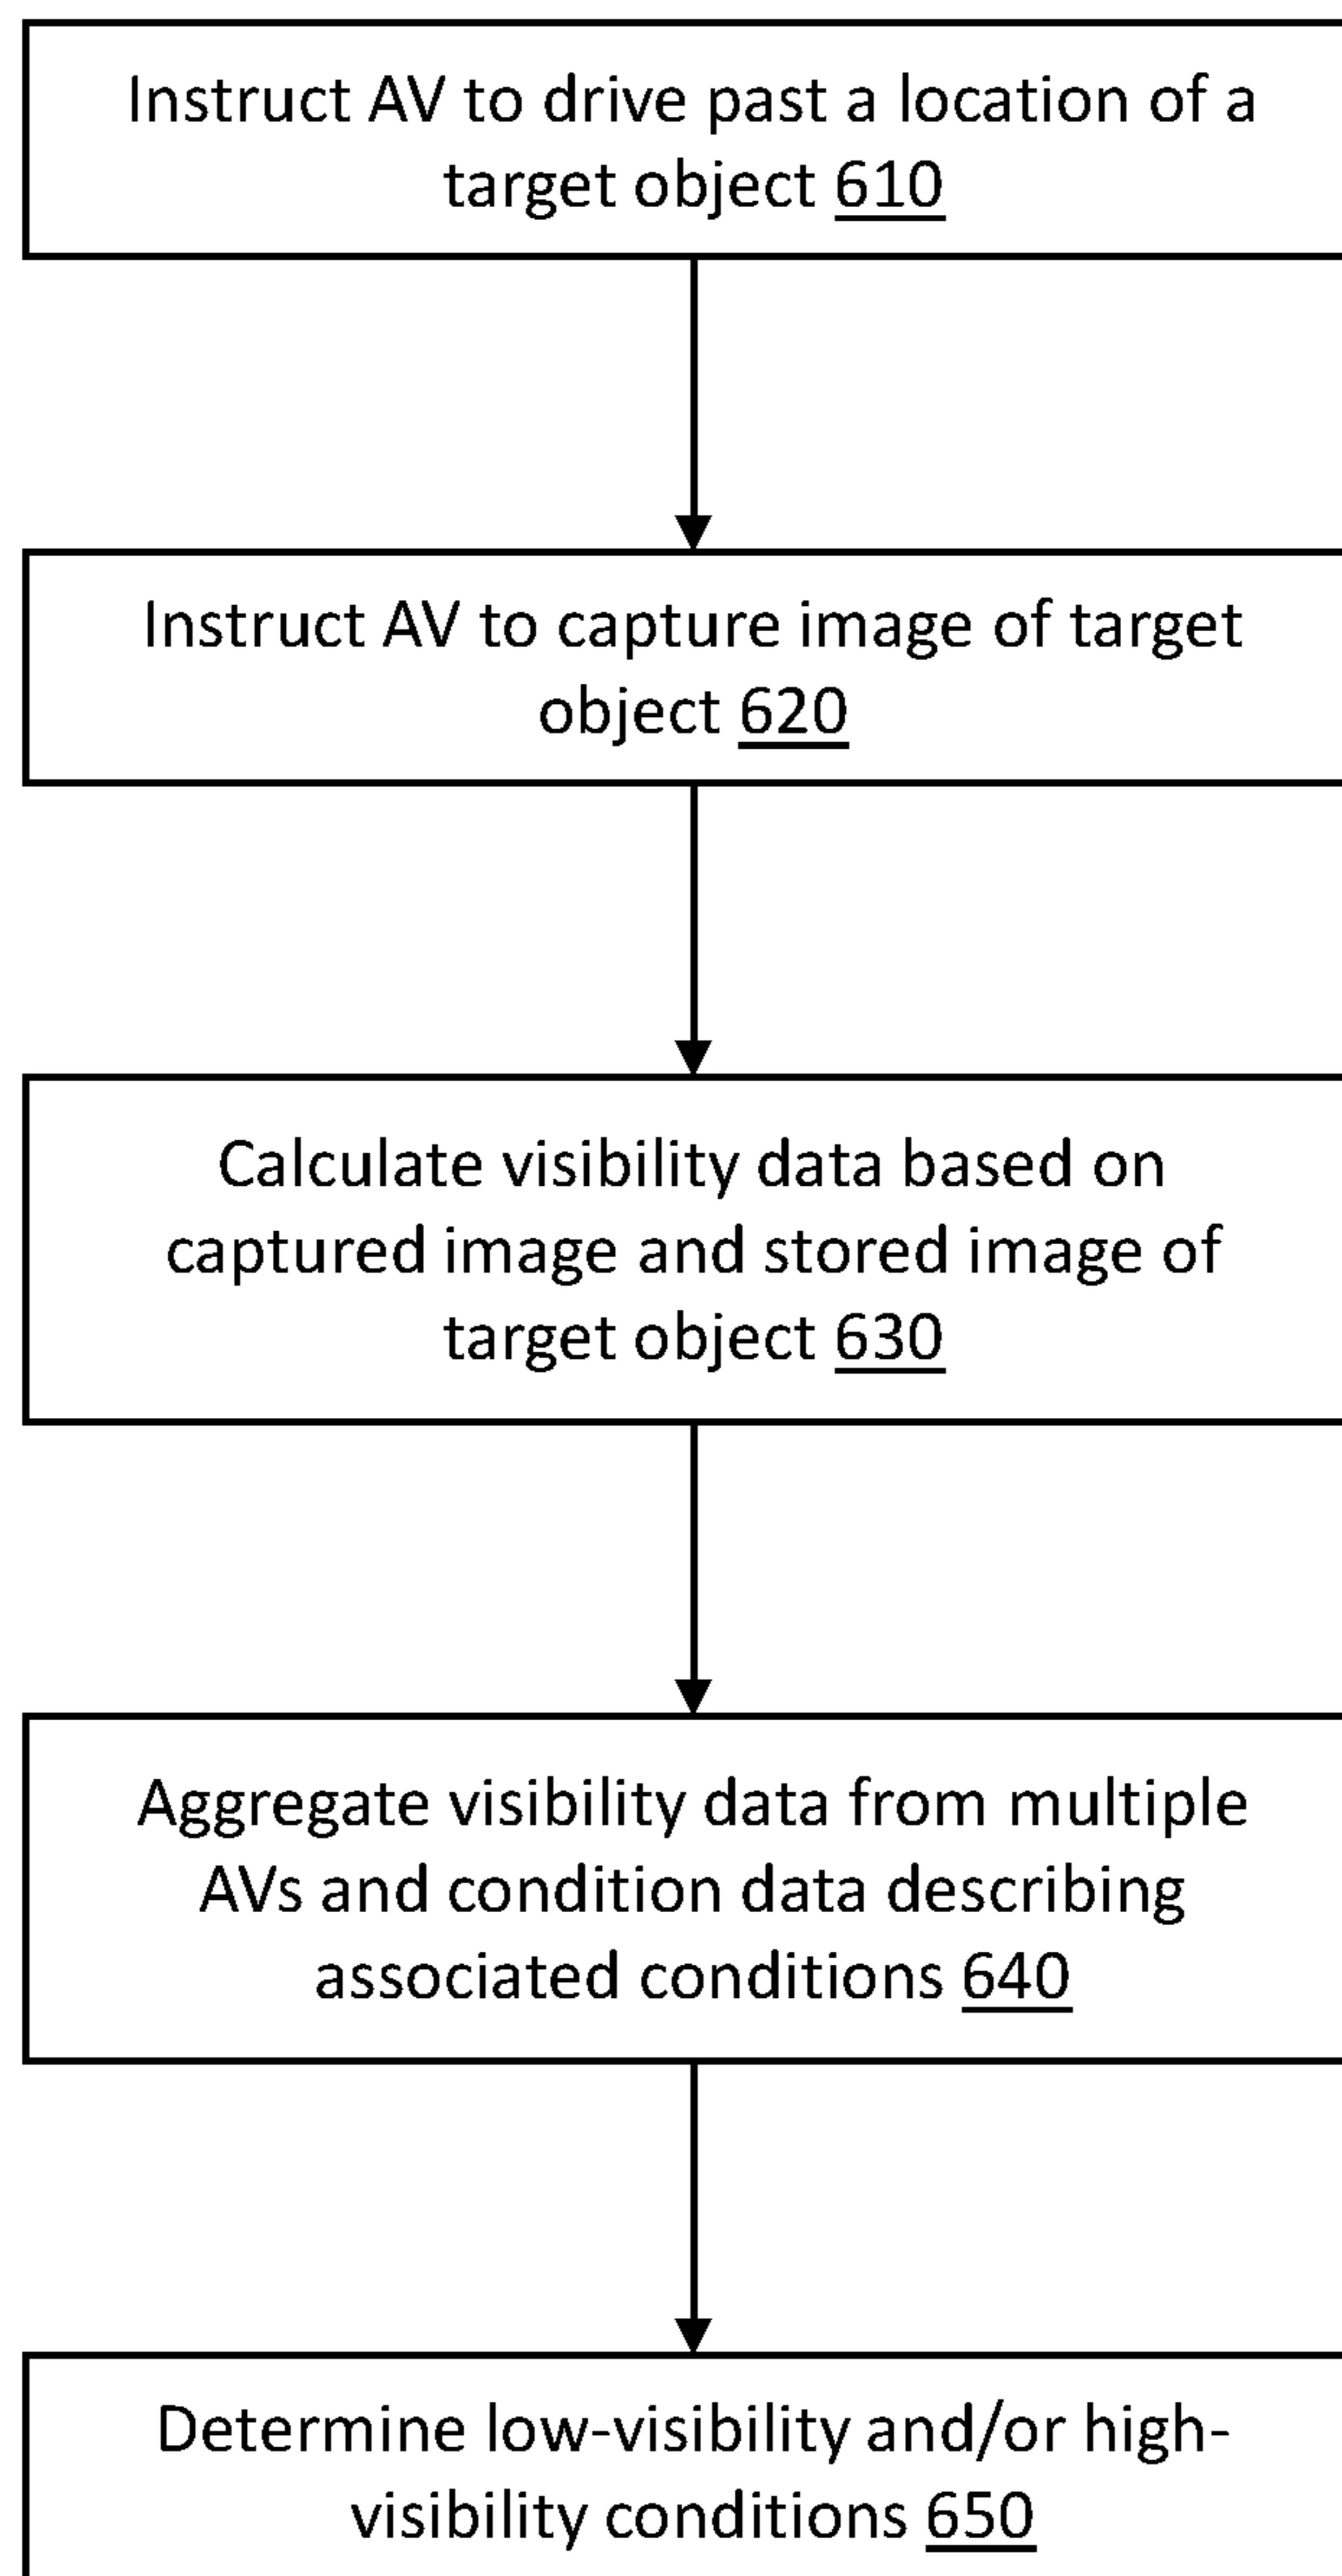 Instruct AV to drive past a location of a
target object 610
Instruct AV to capture image of target
object 620
Calculate visibility data based on
captured image and stored image of
target object 630
Aggregate visibility data from multiple
AVs and condition data describing
associated conditions 640
Determine low-visibility and/or high-
visibility conditions 650